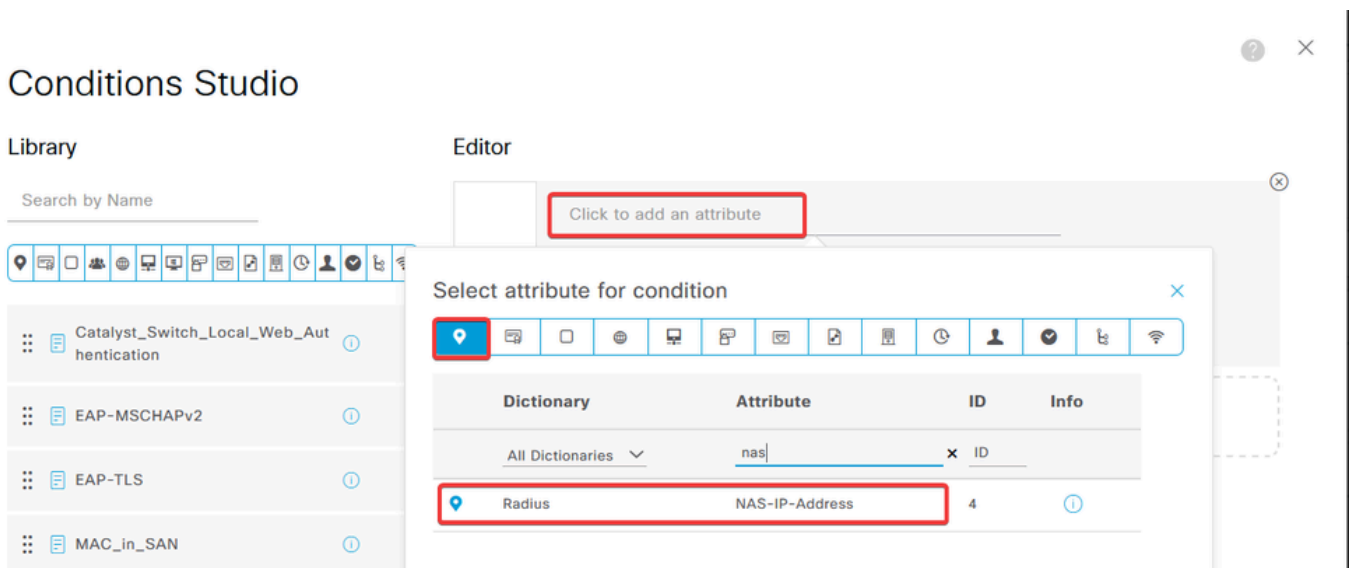 Conditions Studio
Library
Search by Name
Catalyst_Switch_Local_Web_Aut
hentication
EAP-MSCHAPv2
EAP-TLS
MAC_in_SAN
Editor
Click to add an attribute
Select attribute for condition
Dictionary Attribute ID Info
All Dictionaries nas ID
Radius NAS-IP-Address 4